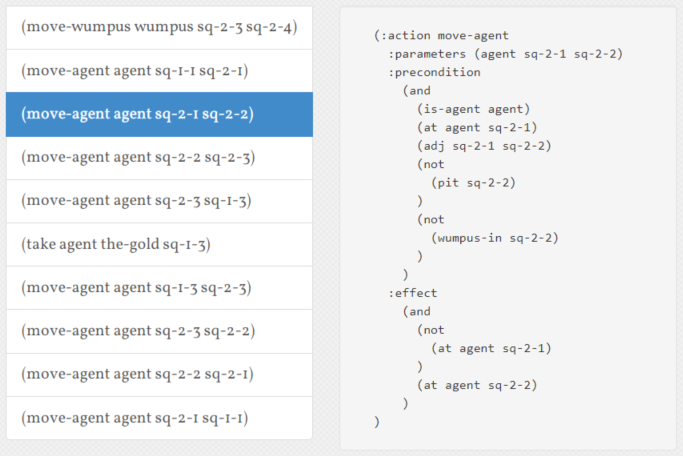 (move-wumpus wumpus sq-2-3 sq-2-4)
(move-agent agent sq-1-1 sq-2-1)
(move-agent agent sq-2-1 sq-2-2)
(move-agent agent sq-2-2 sq-2-3)
(move-agent agent sq-2-3 sq-1-3)
(take agent the-gold sq-1-3)
(move-agent agent sq-1-3 sq-2-3)
(move-agent agent sq-2-3 sq-2-2)
(move-agent agent sq-2-2 sq-2-1)
(move-agent agent sq-2-1 sq-1-1)
(:action move-agent
  :parameters (agent sq-2-1 sq-2-2)
  :precondition
    (and
      (is-agent agent)
      (at agent sq-2-1)
      (adj sq-2-1 sq-2-2)
      (not
        (pit sq-2-2)
      )
      (not
        (wumpus-in sq-2-2)
      )
    )
  :effect
    (and
      (not
        (at agent sq-2-1)
      )
      (at agent sq-2-2)
    )
)